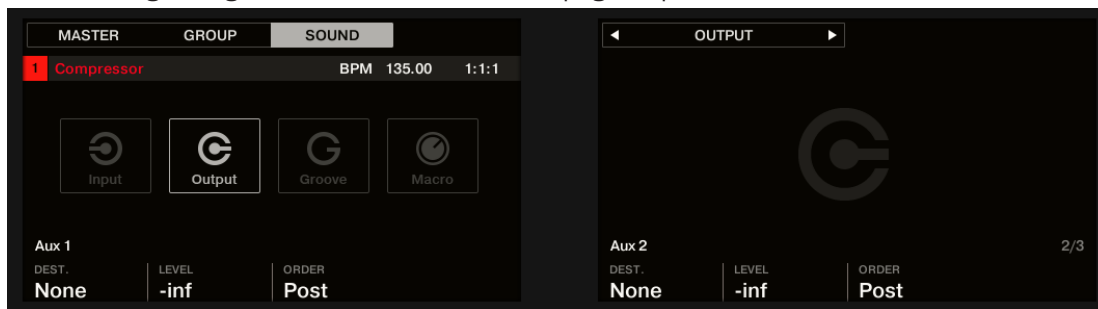 MASTER GROUP SOUND
1 Compressor BPM 135.00 1:1:1
Input Output Groove Macro
Aux 1
DEST. LEVEL ORDER
None -inf Post
OUTPUT
Aux 2 2/3
DEST. LEVEL ORDER
None -inf Post